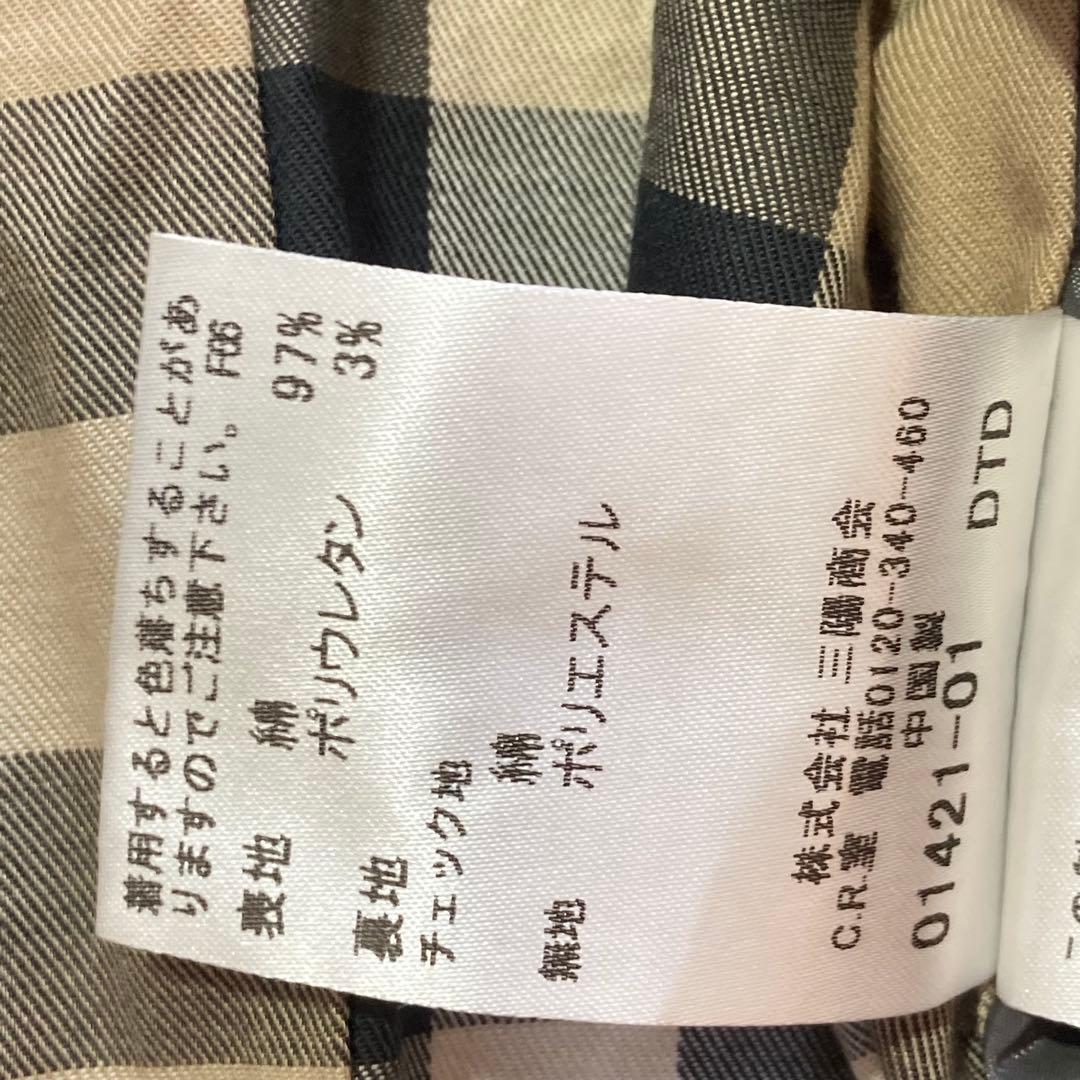 着用すると色落ちすることがあ
りますのでご注意下さい。 F06
表地 綿 97%
ポリウレタン 3%
裏地
チェック地
綿
無地 ポリエステル
株式会社 三陽商会
C.R.室 電話0120-340-460
中国製
01421-01 DTD